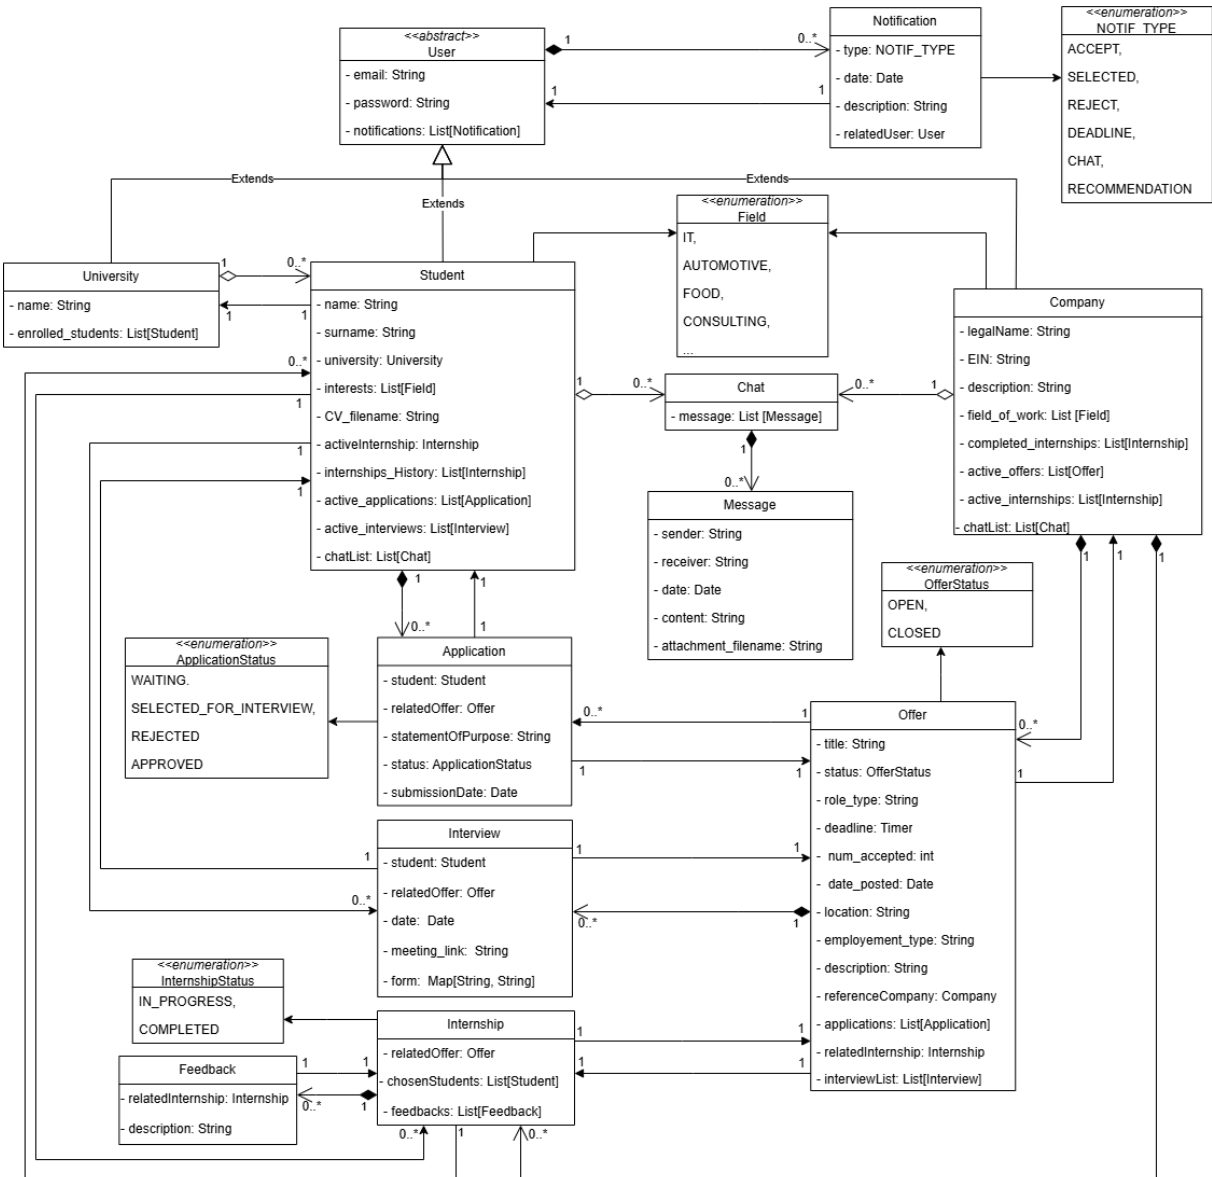 <<abstract>>
User
- email: String
- password: String
- notifications: List[Notification]
1
0..*
1
1
Notification
- type: NOTIF_TYPE
- date: Date
- description: String
- relatedUser: User
<<enumeration>>
NOTIF_TYPE
ACCEPT,
SELECTED,
REJECT,
DEADLINE,
CHAT,
RECOMMENDATION
Extends
Extends
Extends
<<enumeration>>
Field
IT,
AUTOMOTIVE,
FOOD,
CONSULTING,
...
University
- name: String
- enrolled_students: List[Student]
1
0..*
1
1
0..*
1
1
1
Student
- name: String
- surname: String
- university: University
- interests: List[Field]
- CV_filename: String
- activeInternship: Internship
- internships_History: List[Internship]
- active_applications: List[Application]
- active_interviews: List[Interview]
- chatList: List[Chat]
1
0..*
Chat
- message: List [Message]
0..*
1
1
0..*
Company
- legalName: String
- EIN: String
- description: String
- field_of_work: List [Field]
- completed_internships: List[Internship]
- active_offers: List[Offer]
- active_internships: List[Internship]
- chatList: List[Chat]
1
1
1
Message
- sender: String
- receiver: String
- date: Date
- content: String
- attachment_filename: String
<<enumeration>>
OfferStatus
OPEN,
CLOSED
1
1
0..*
1
<<enumeration>>
ApplicationStatus
WAITING.
SELECTED_FOR_INTERVIEW,
REJECTED
APPROVED
Application
- student: Student
- relatedOffer: Offer
- statementOfPurpose: String
- status: ApplicationStatus
- submissionDate: Date
0..*
1
1
1
0..*
1
Offer
- title: String
- status: OfferStatus
- role_type: String
- deadline: Timer
- num_accepted: int
- date_posted: Date
- location: String
- employement_type: String
- description: String
- referenceCompany: Company
- applications: List[Application]
- relatedInternship: Internship
- interviewList: List[Interview]
Interview
- student: Student
- relatedOffer: Offer
- date: Date
- meeting_link: String
- form: Map[String, String]
1
0..*
1
1
0..*
1
<<enumeration>>
InternshipStatus
IN_PROGRESS,
COMPLETED
Internship
- relatedOffer: Offer
- chosenStudents: List[Student]
- feedbacks: List[Feedback]
1
1
1
1
Feedback
- relatedInternship: Internship
- description: String
1
1
0..*
1
0..*
1
0..*